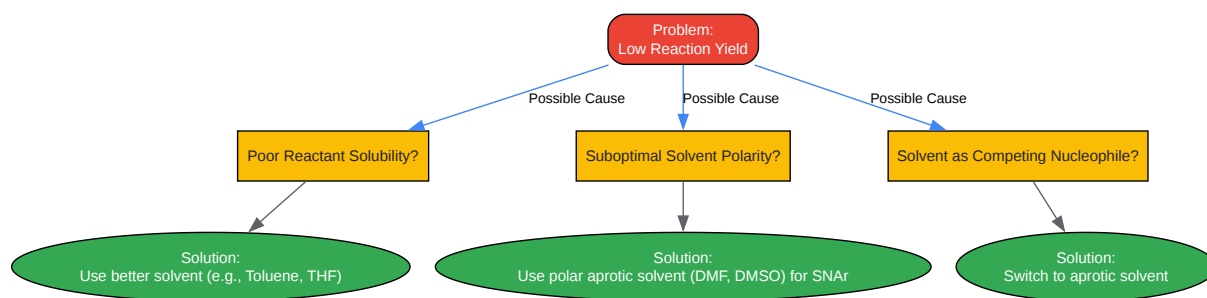 Problem:
Low Reaction Yield
Possible Cause
Possible Cause
Possible Cause
Poor Reactant Solubility?
Suboptimal Solvent Polarity?
Solvent as Competing Nucleophile?
Solution:
Use better solvent (e.g., Toluene, THF)
Solution:
Use polar aprotic solvent (DMF, DMSO) for SNAr
Solution:
Switch to aprotic solvent